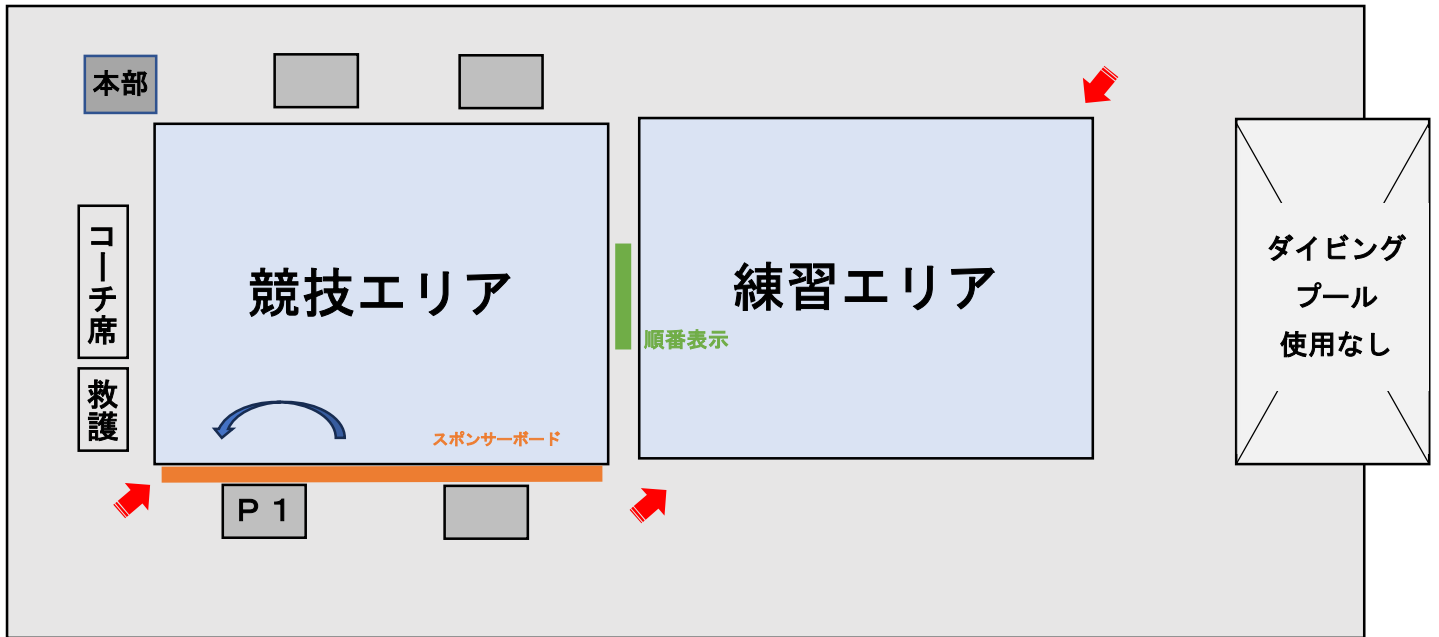 本部
コーチ席
救護
競技エリア
練習エリア
順番表示
スポンサーボード
Ｐ１
ダイビング
プール
使用なし